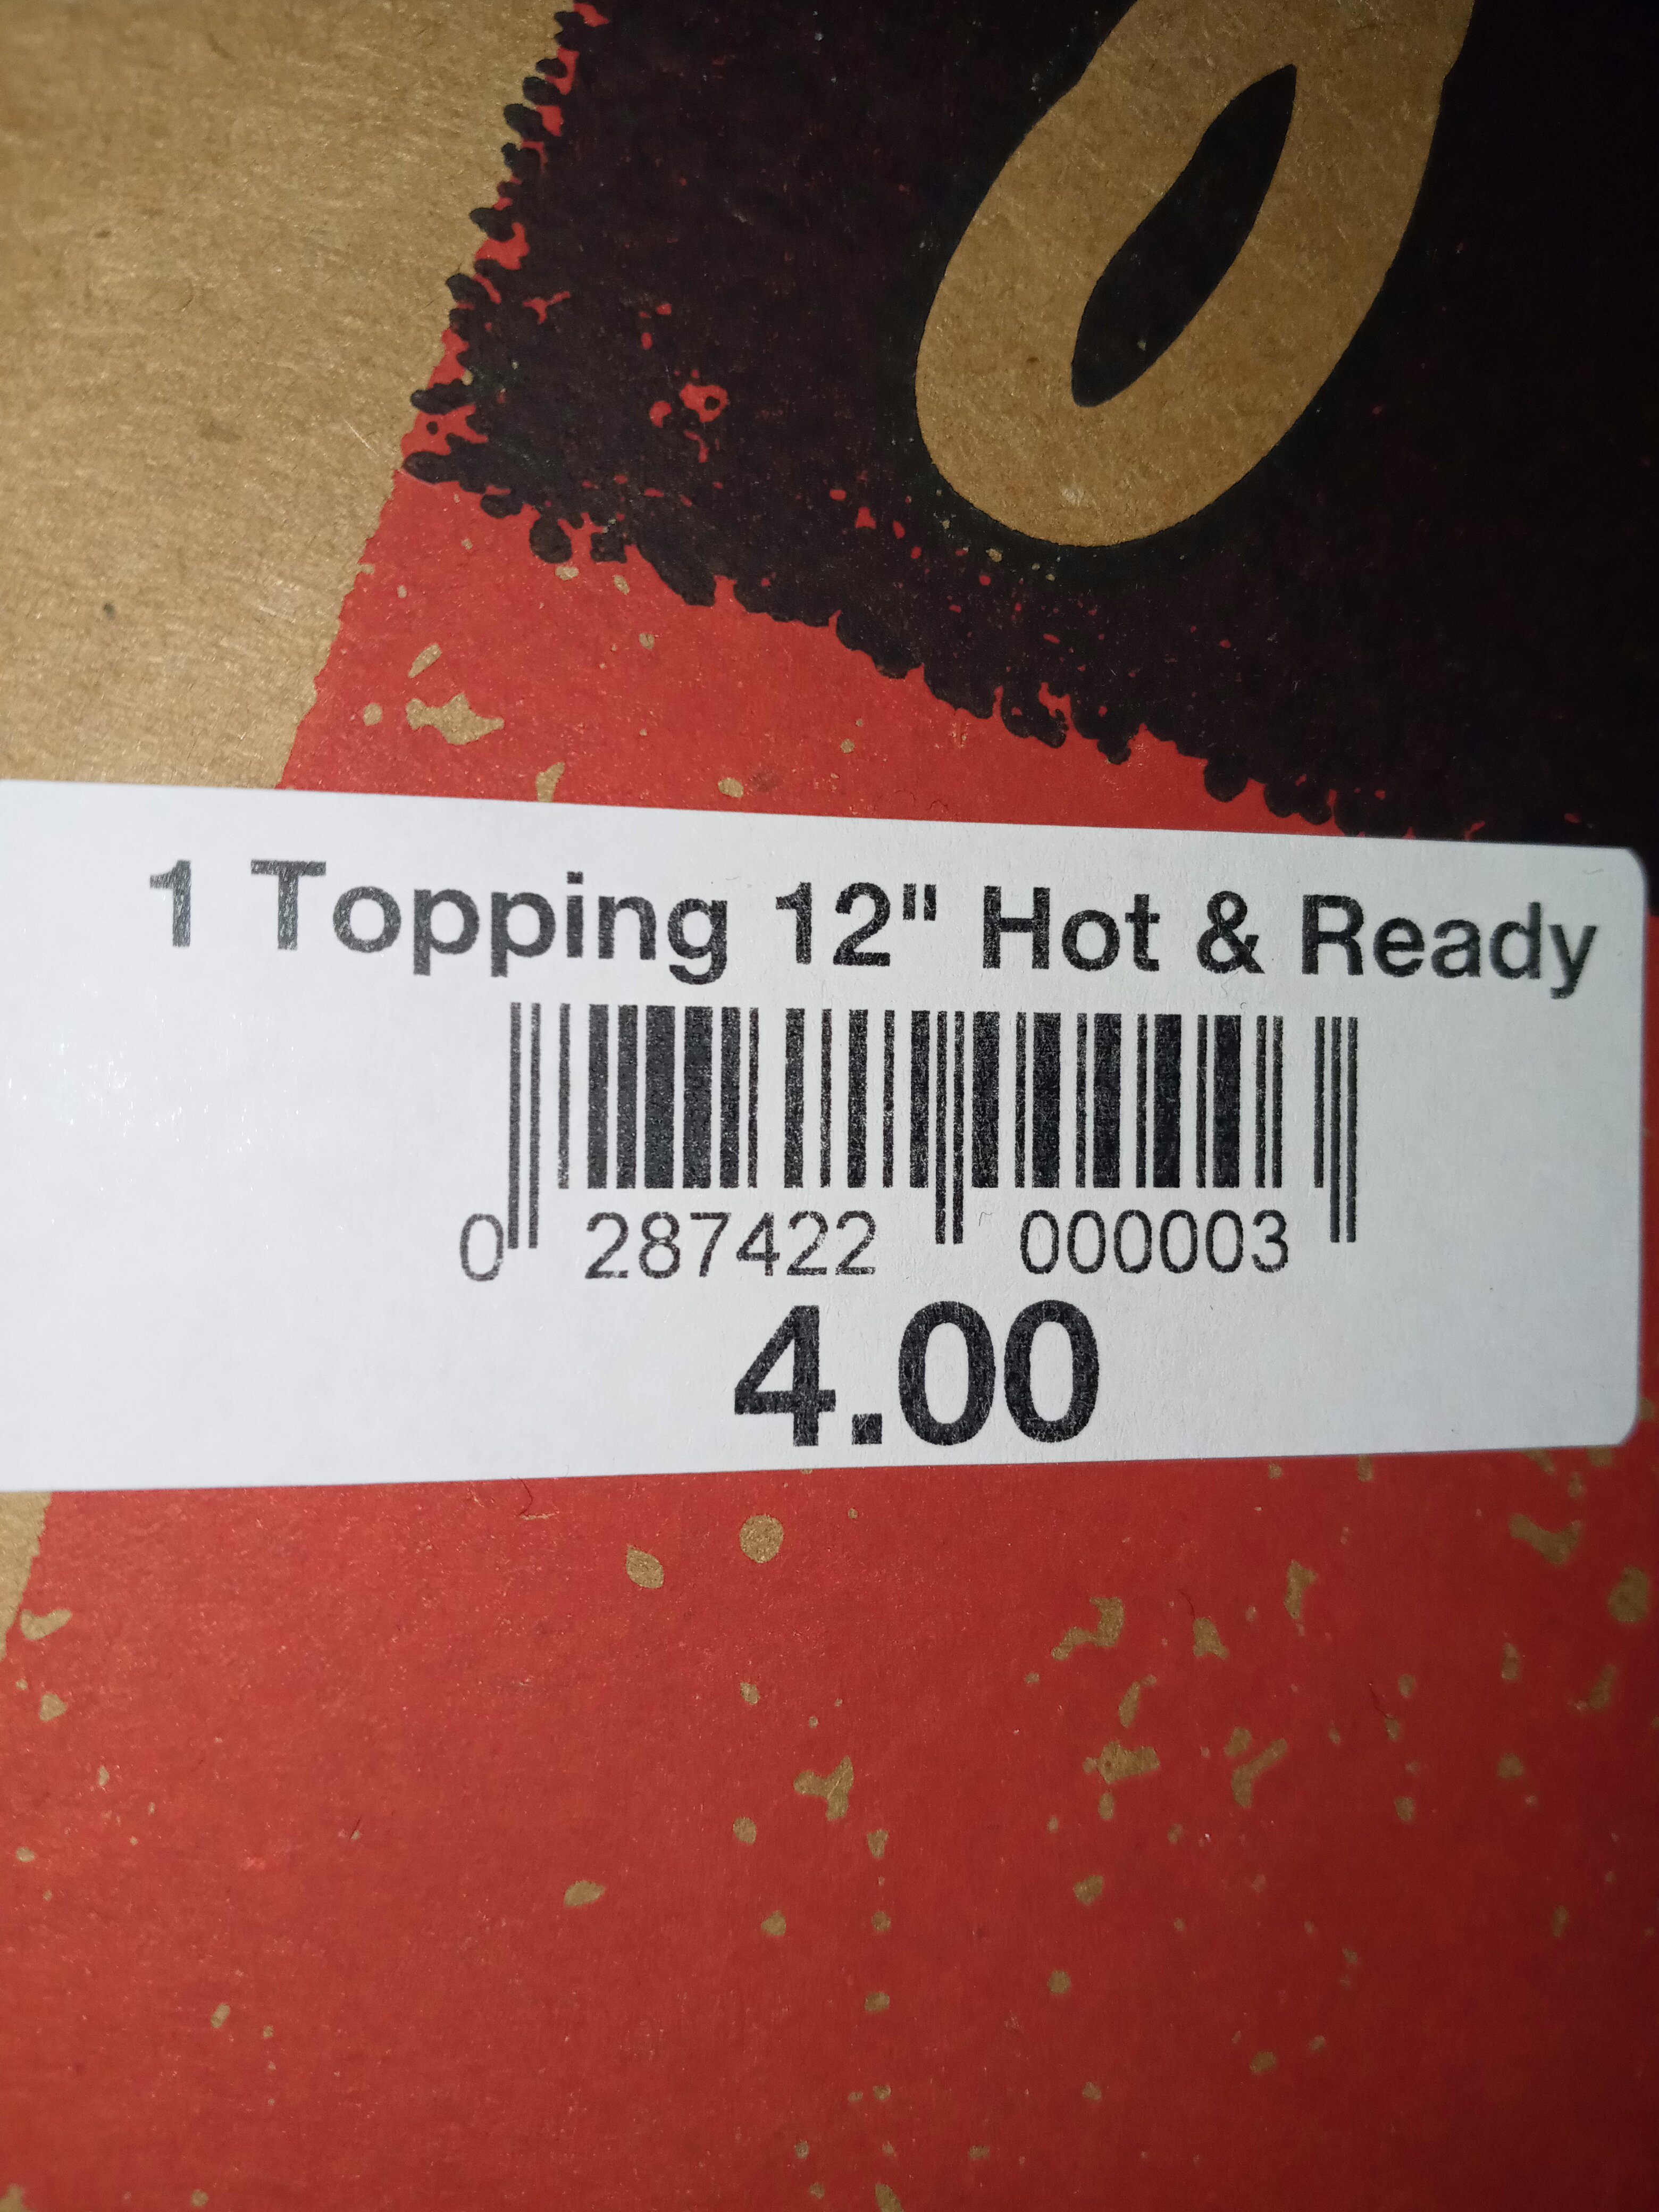 1 Topping 12" Hot & Ready
0 287422 000003
4.00